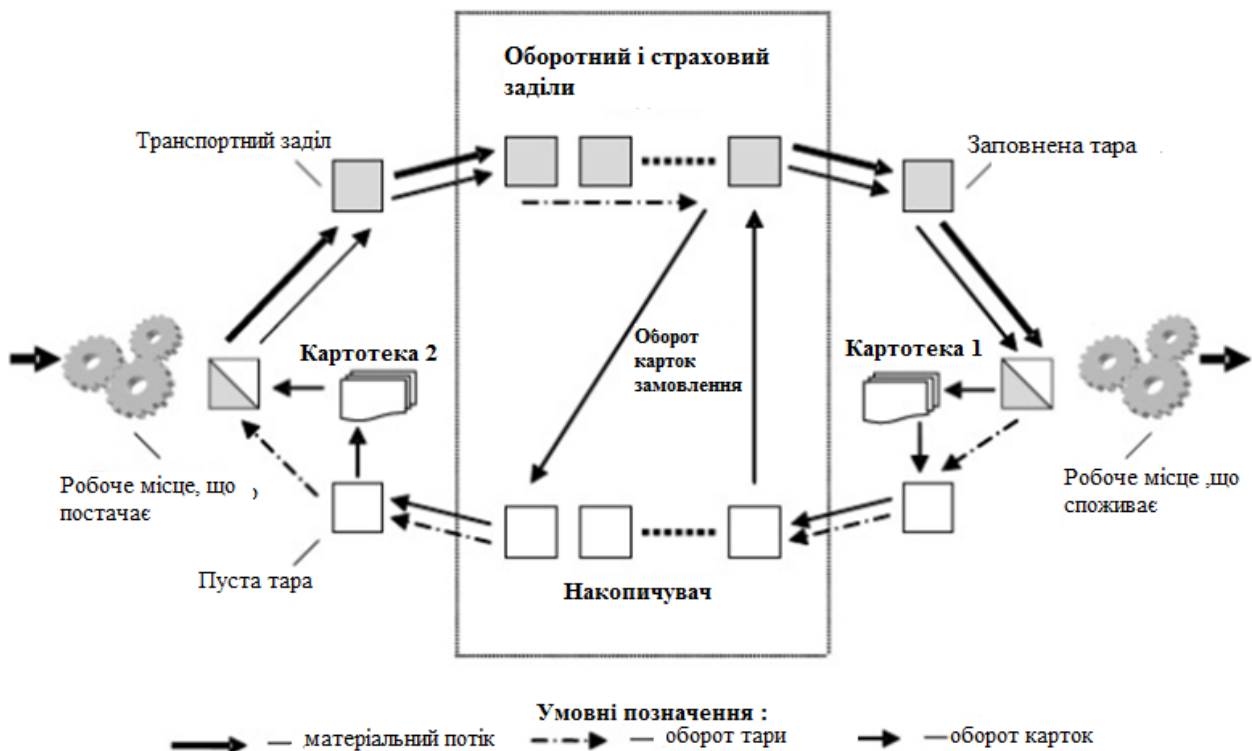 Оборотний і страховий
заділи
Транспортний заділ
Заповнена тара
Картотека 2
Оборот
карток
замовлення
Картотека 1
Робоче місце, що ,
постачає
Робоче місце ,що
споживає
Пуста тара
Накопичувач
Умовні позначення :
— матеріальний потік — оборот тари — оборот карток